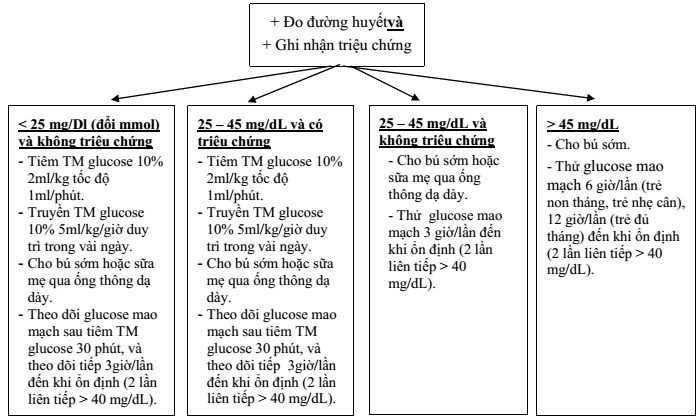 + Đo đường huyếtvà
+ Ghi nhận triệu chứng
< 25 mg/Dl (đổi mmol)
và không triệu chứng
- Tiêm TM glucose 10%
2ml/kg tốc độ
1ml/phút.
- Truyền TM glucose
10% 5ml/kg/giờ duy
trì trong vài ngày.
- Cho bú sớm hoặc sữa
mẹ qua ống thông dạ
dày.
- Theo dõi glucose mao
mạch sau tiêm TM
glucose 30 phút, và
theo dõi tiếp 3giờ/lần
đến khi ổn định (2 lần
liên tiếp > 40 mg/dL).
25 – 45 mg/dL và có
triệu chứng
- Tiêm TM glucose 10%
2ml/kg tốc độ
1ml/phút.
- Truyền TM glucose
10% 5ml/kg/giờ duy
trì trong vài ngày.
- Cho bú sớm hoặc sữa
mẹ qua ống thông dạ
dày.
- Theo dõi glucose mao
mạch sau tiêm TM
glucose 30 phút, và
theo dõi tiếp 3giờ/lần
đến khi ổn định (2 lần
liên tiếp > 40 mg/dL).
25 – 45 mg/dL và
không triệu chứng
- Cho bú sớm hoặc
sữa mẹ qua ống
thông dạ dày.
- Thử glucose mao
mạch 3 giờ/lần đến
khi ổn định (2 lần
liên tiếp > 40
mg/dL).
> 45 mg/dL
- Cho bú sớm.
- Thử glucose mao
mạch 6 giờ/lần (trẻ
non tháng, trẻ nhẹ cân),
12 giờ/lần (trẻ đủ
tháng) đến khi ổn định
(2 lần liên tiếp > 40
mg/dL).